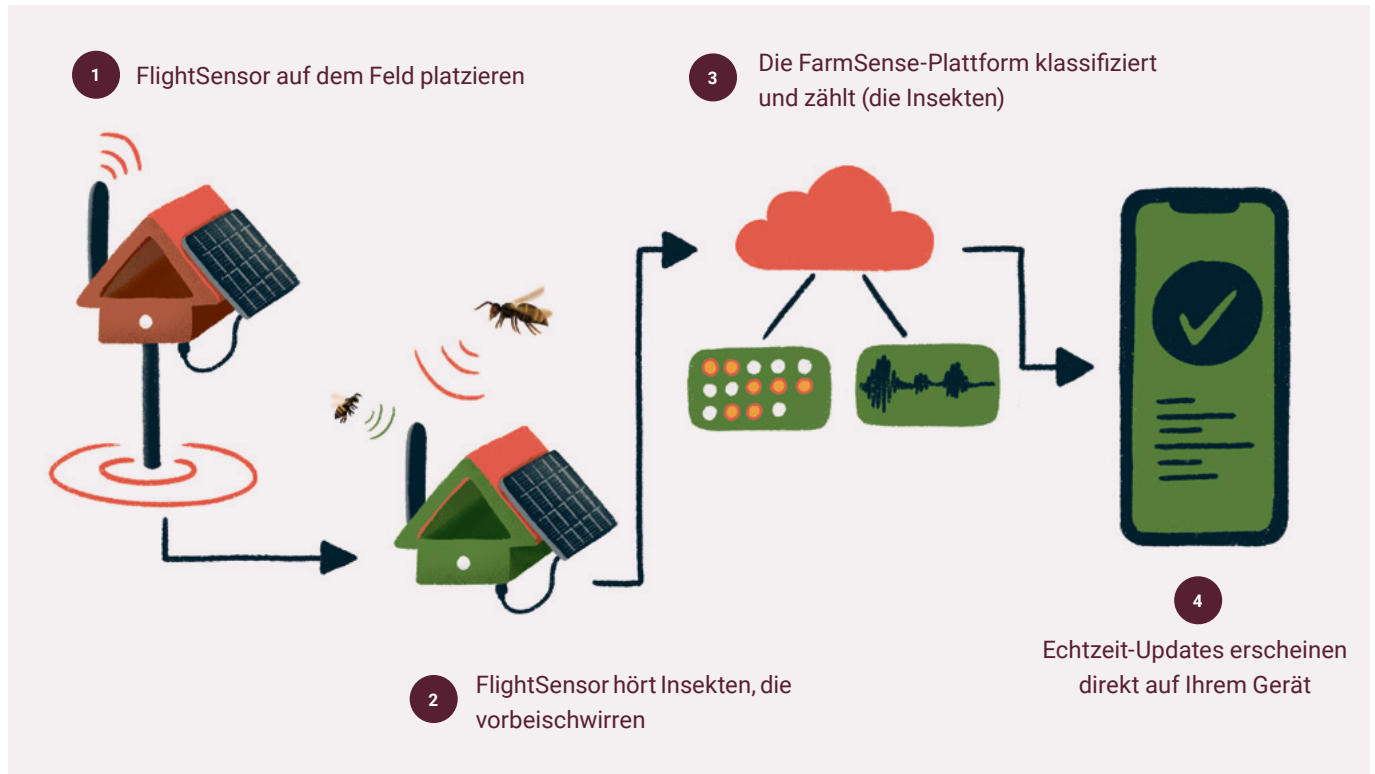 1
FlightSensor auf dem Feld platzieren
2
FlightSensor hört Insekten, die
vorbeischwirren
3
Die FarmSense-Plattform klassifiziert
und zählt (die Insekten)
4
Echtzeit-Updates erscheinen
direkt auf Ihrem Gerät